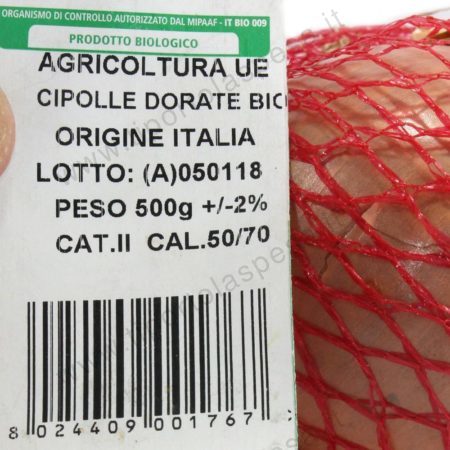 ORGANISMO DI CONTROLLO AUTORIZZATO DAL MIPAAF - IT BIO 009
PRODOTTO BIOLOGICO
AGRICOLTURA UE
CIPOLLE DORATE BIO
ORIGINE ITALIA
LOTTO: (A)050118
PESO 500g +/-2%
CAT.II CAL.50/70
8 024409 001767